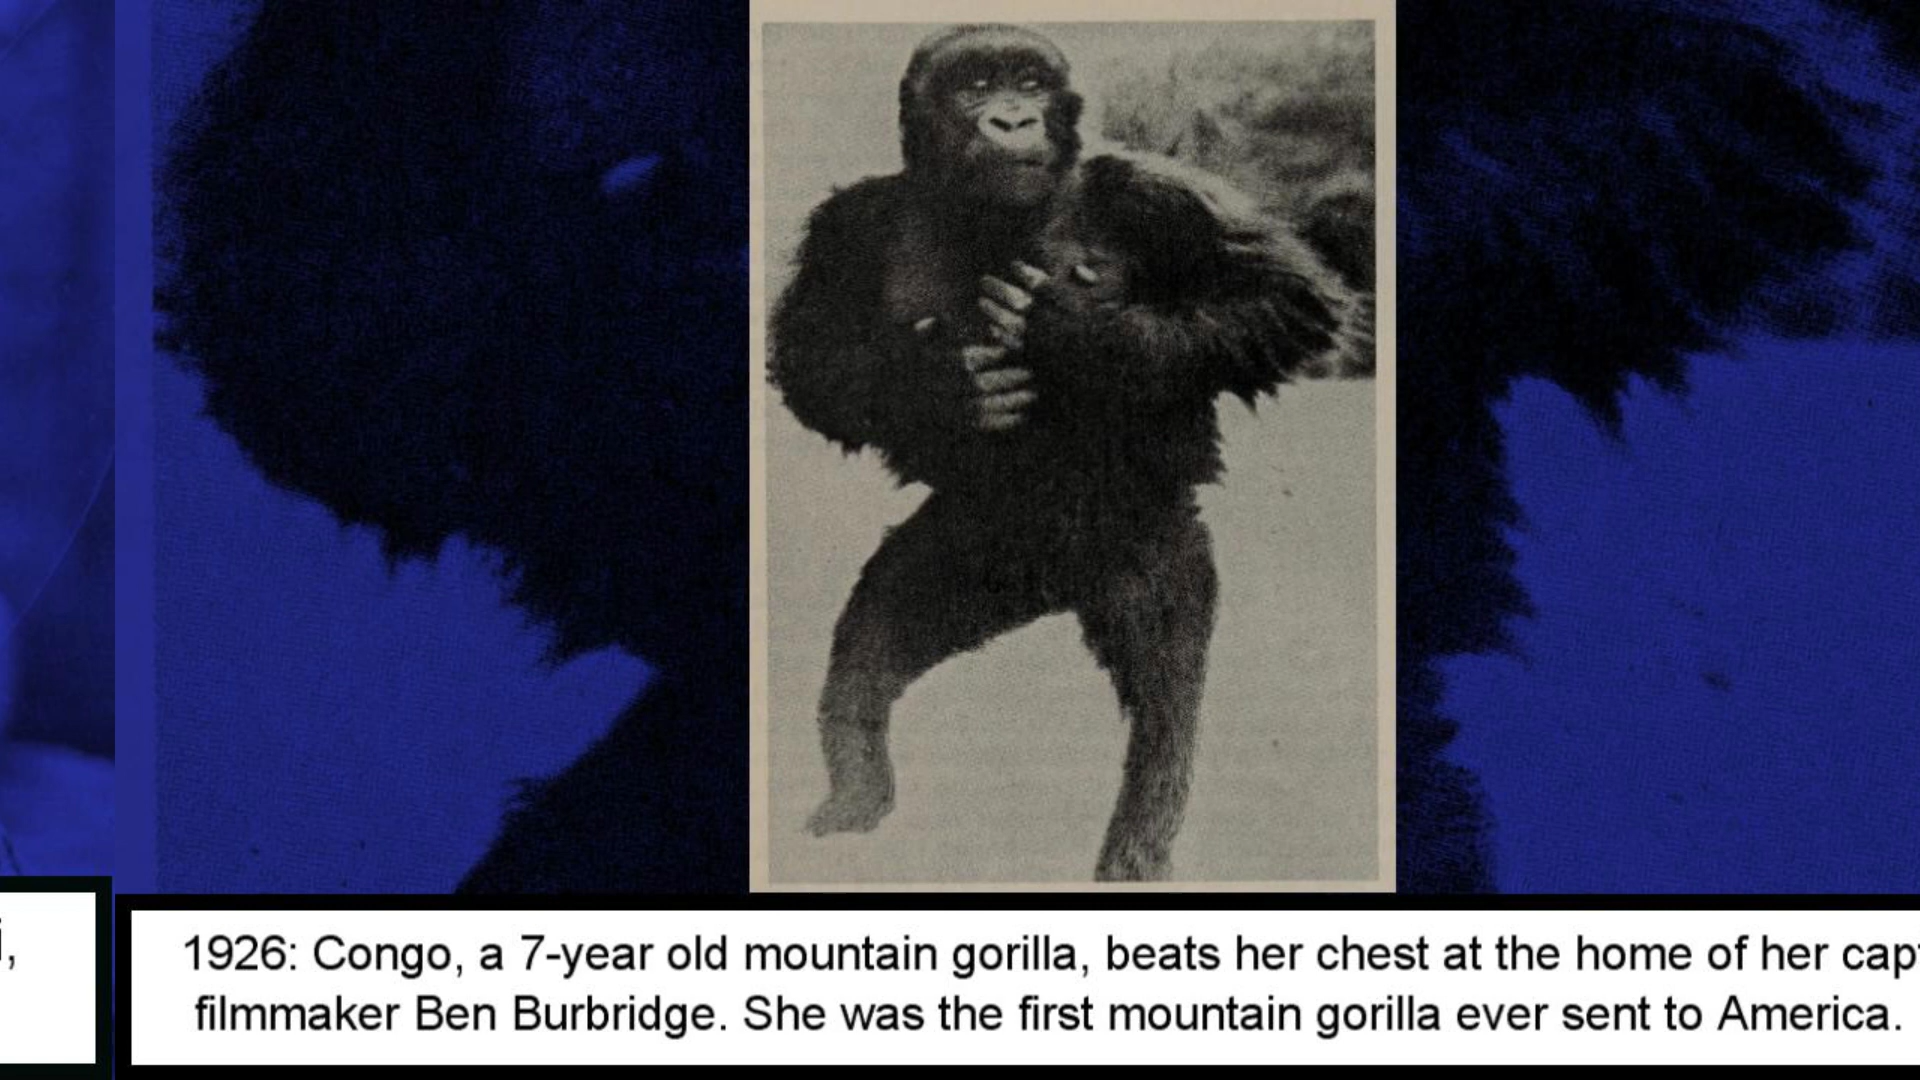 1926: Congo, a 7-year old mountain gorilla, beats her chest at the home of her
filmmaker Ben Burbridge. She was the first mountain gorilla ever sent to America.